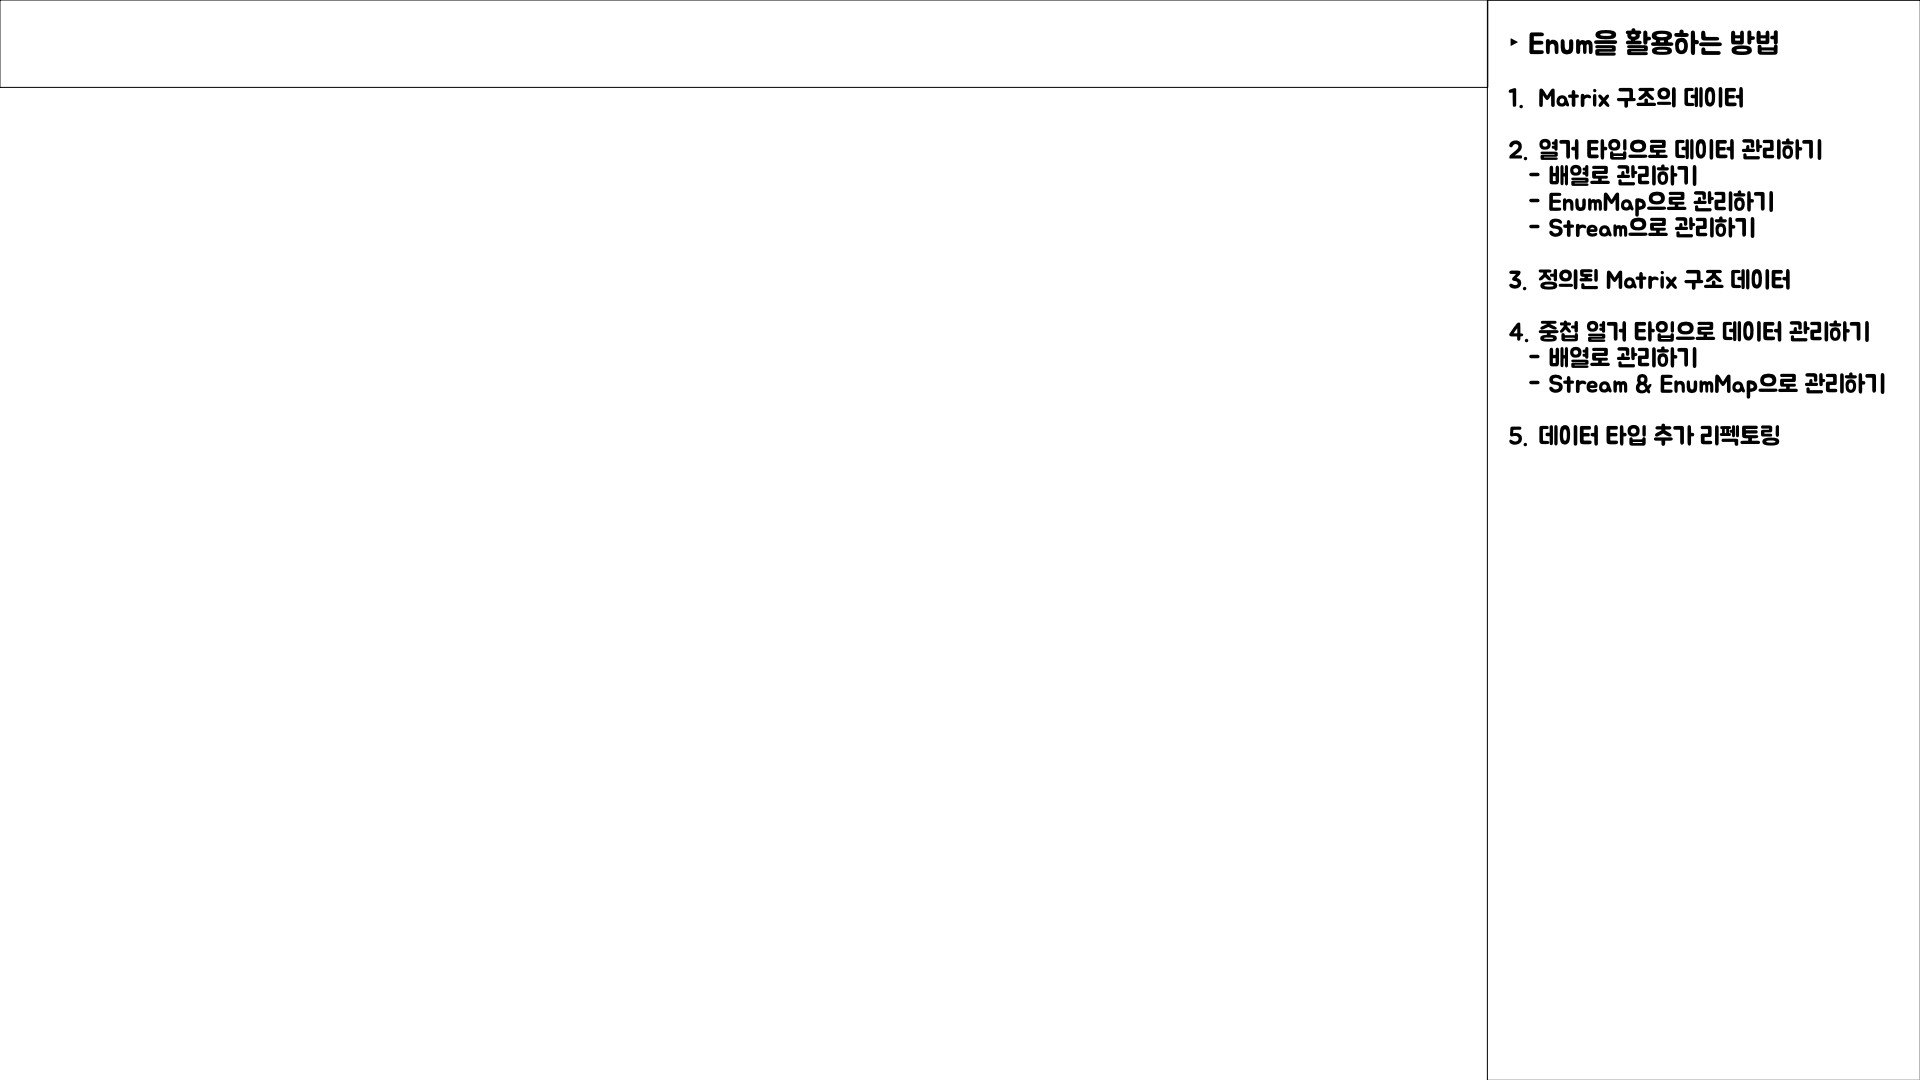 ‣ Enum을 활용하는 방법
1. Matrix 구조의 데이터
2. 열거 타입으로 데이터 관리하기
- 배열로 관리하기
- EnumMap으로 관리하기
- Stream으로 관리하기
3. 정의된 Matrix 구조 데이터
4. 중첩 열거 타입으로 데이터 관리하기
- 배열로 관리하기
- Stream & EnumMap으로 관리하기
5. 데이터 타입 추가 리펙토링